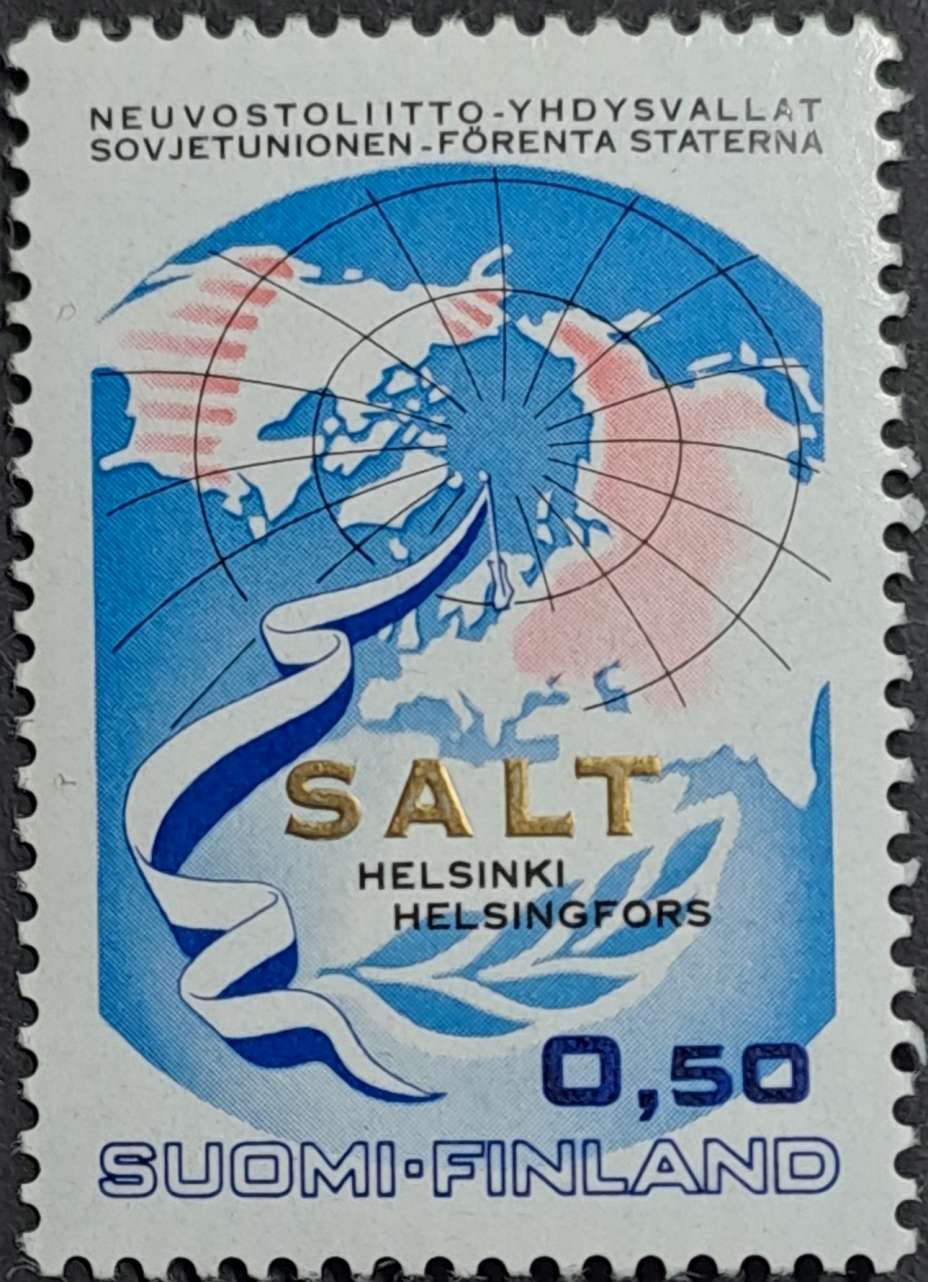 NEUVOSTOLIITTO-YHDYSVALLAT
SOVJETUNIONEN-FÖRENTA STATERNA
SALT
HELSINKI
HELSINGFORS
0,50
SUOMI·FINLAND